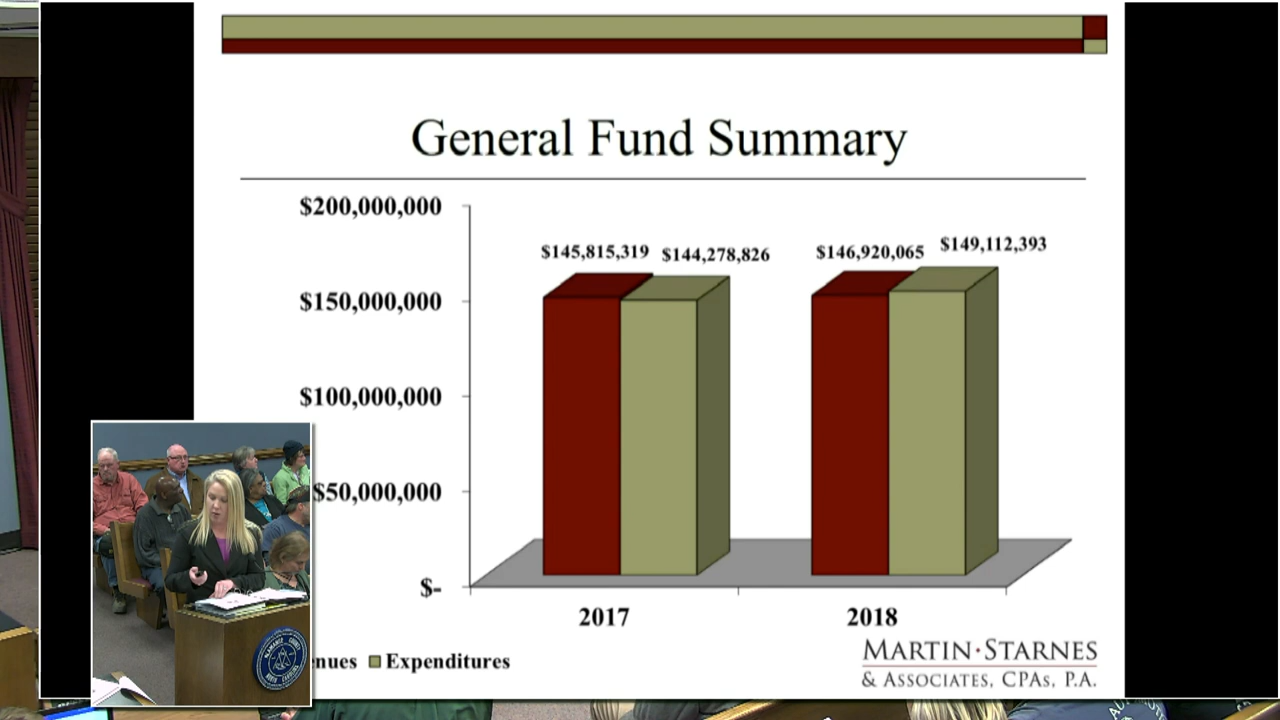 General Fund Summary
$200,000,000
$145,815,319 $144,278,826 $146,920,065 $149,112,393
$150,000,000
$100,000,000
$50,000,000
$-
2017 2018
enues Expenditures
MARTIN·STARNES
& ASSOCIATES, CPAS, P.A.